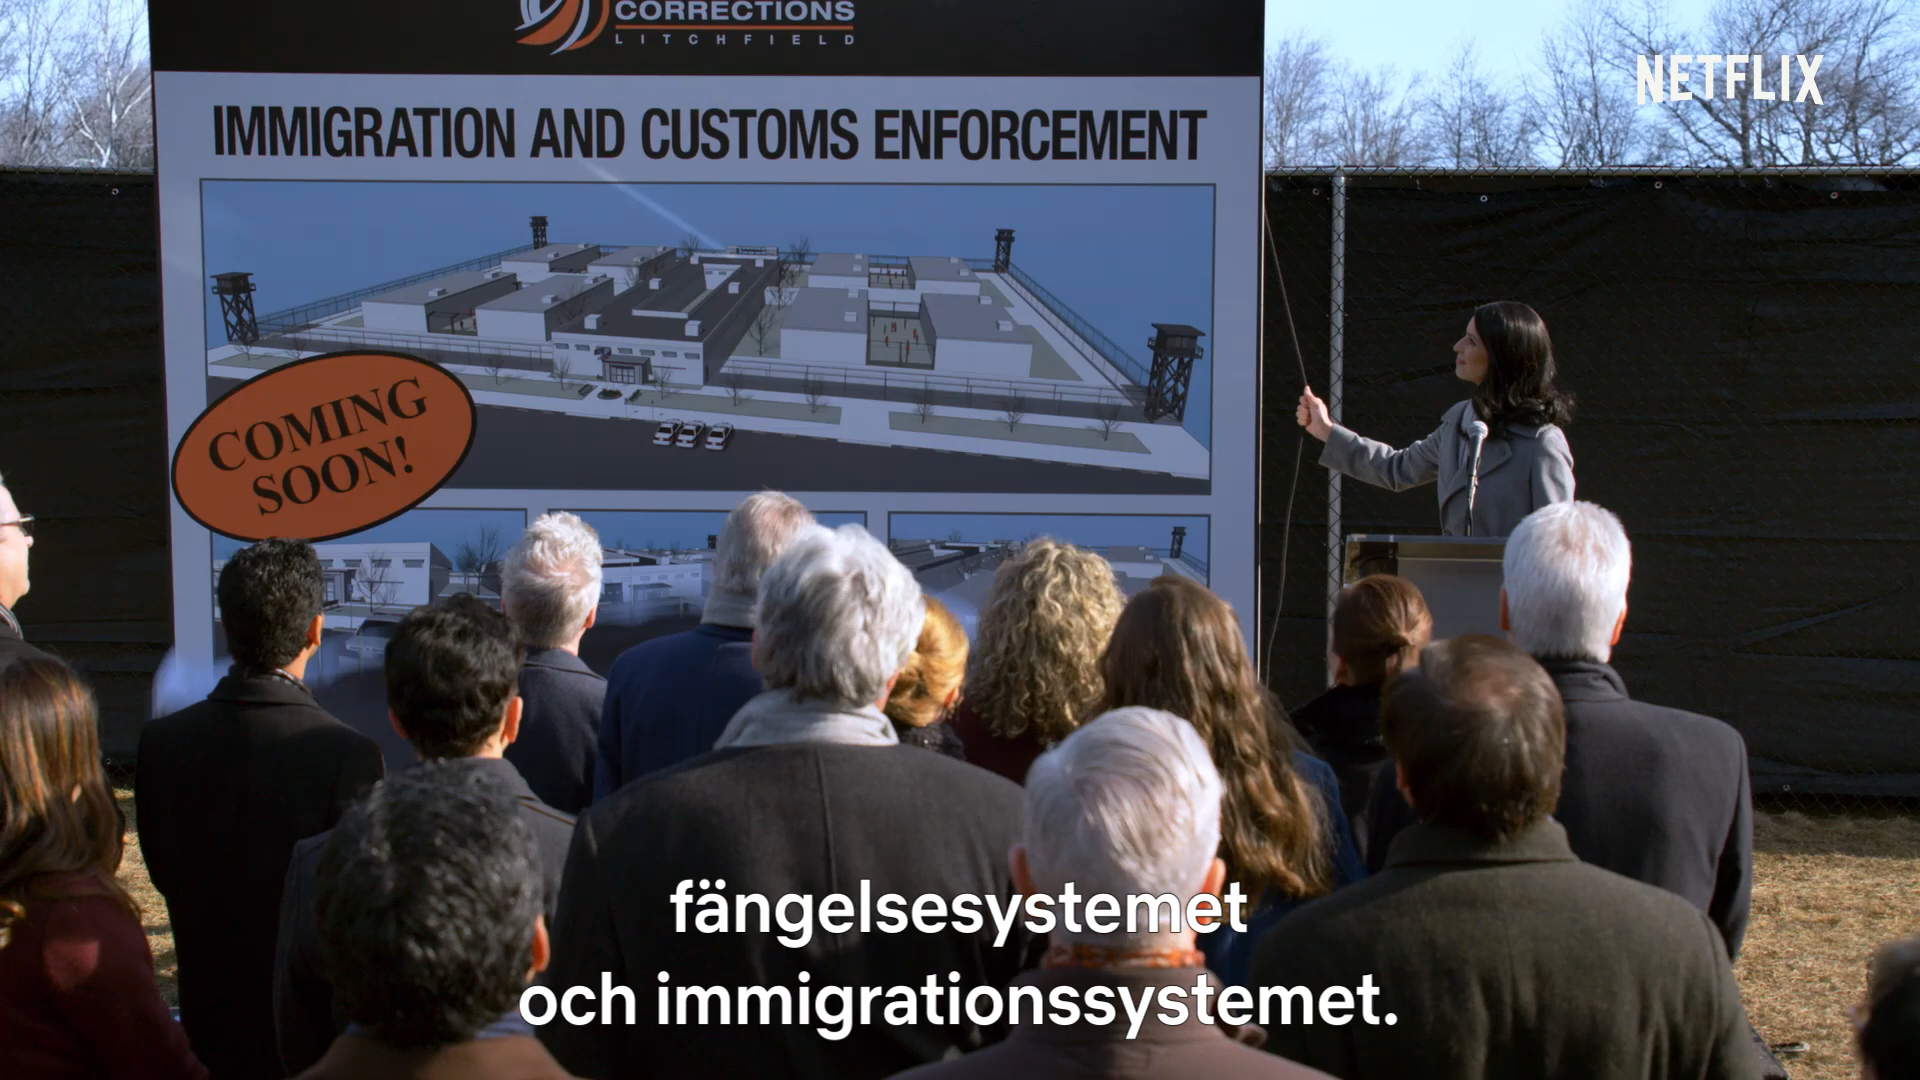 CORRECTIONS
LITCHFIELD
NETFLIX
IMMIGRATION AND CUSTOMS ENFORCEMENT
COMING
SOON!
fängelsesystemet
och immigrationssystemet.